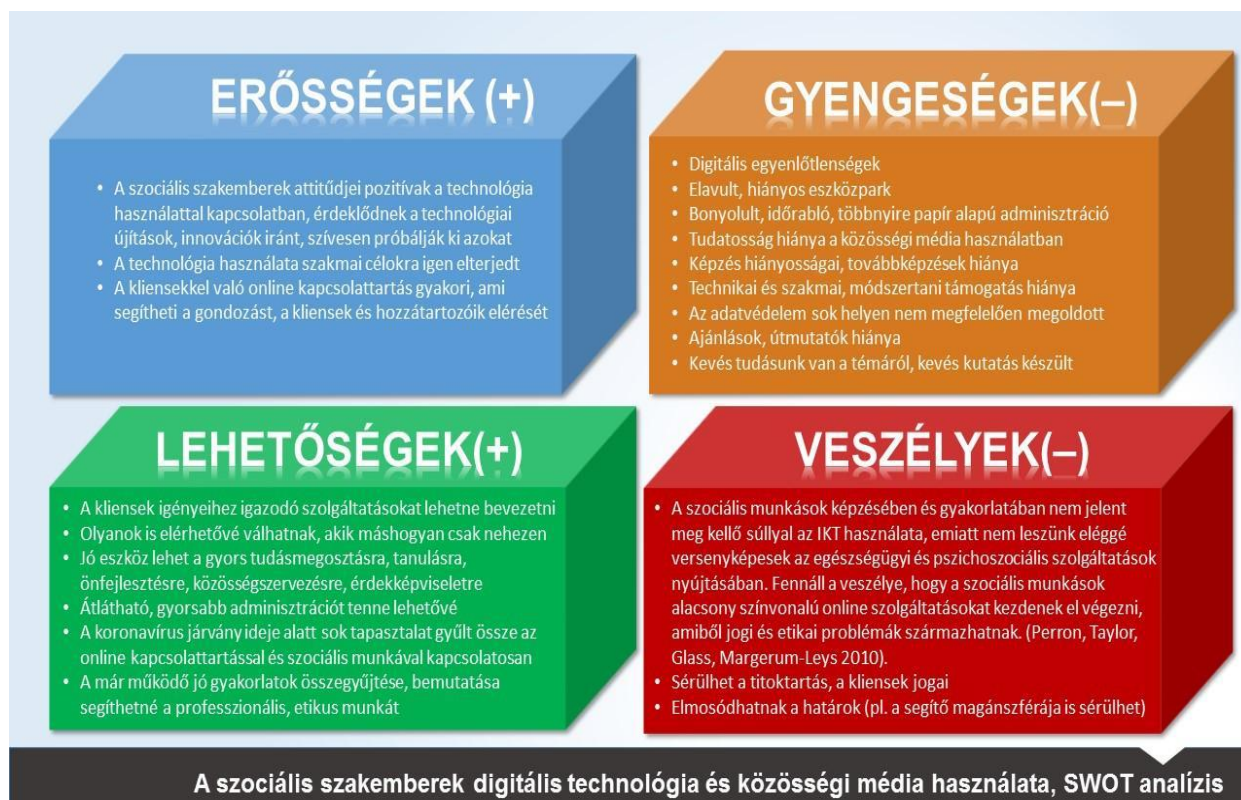 ERŐSSÉGEK (+)
• A szociális szakemberek attitűdjei pozitívak a technológia
használattal kapcsolatban, érdeklődnek a technológiai
újítások, innovációk iránt, szívesen próbálják ki azokat
• A technológia használata szakmai célokra igen elterjedt
• A kliensekkel való online kapcsolattartás gyakori, ami
segítheti a gondozást, a kliensek és hozzátartozóik elérését
GYENGESÉGEK(–)
• Digitális egyenlőtlenségek
• Elavult, hiányos eszközpark
• Bonyolult, időrabló, többnyire papír alapú adminisztráció
• Tudatosság hiánya a közösségi média használatban
• Képzés hiányosságai, továbbképzések hiánya
• Technikai és szakmai, módszertani támogatás hiánya
• Az adatvédelem sok helyen nem megfelelően megoldott
• Ajánlások, útmutatók hiánya
• Kevés tudásunk van a témáról, kevés kutatás készült
LEHETŐSÉGEK(+)
• A kliensek igényeihez igazodó szolgáltatásokat lehetne bevezetni
• Olyanok is elérhetővé válhatnak, akik máshogyan csak nehezen
• Jó eszköz lehet a gyors tudásmegosztásra, tanulásra,
önfejlesztésre, közösségszervezésre, érdekképviseletre
• Átlátható, gyorsabb adminisztrációt tenne lehetővé
• A koronavírus járvány ideje alatt sok tapasztalat gyűlt össze az
online kapcsolattartással és szociális munkával kapcsolatosan
• A már működő jó gyakorlatok összegyűjtése, bemutatása
segíthetné a professzionális, etikus munkát
VESZÉLYEK(–)
• A szociális munkások képzésében és gyakorlatában nem jelent
meg kellő súllyal az IKT használata, emiatt nem leszünk eléggé
versenyképesek az egészségügyi és pszichoszociális szolgáltatások
nyújtásában. Fennáll a veszélye, hogy a szociális munkások
alacsony színvonalú online szolgáltatásokat kezdenek el végezni,
amiből jogi és etikai problémák származhatnak. (Perron, Taylor,
Glass, Margerum-Leys 2010).
• Sérülhet a titoktartás, a kliensek jogai
• Elmosódhatnak a határok (pl. a segítő magánszférája is sérülhet)
A szociális szakemberek digitális technológia és közösségi média használata, SWOT analízis